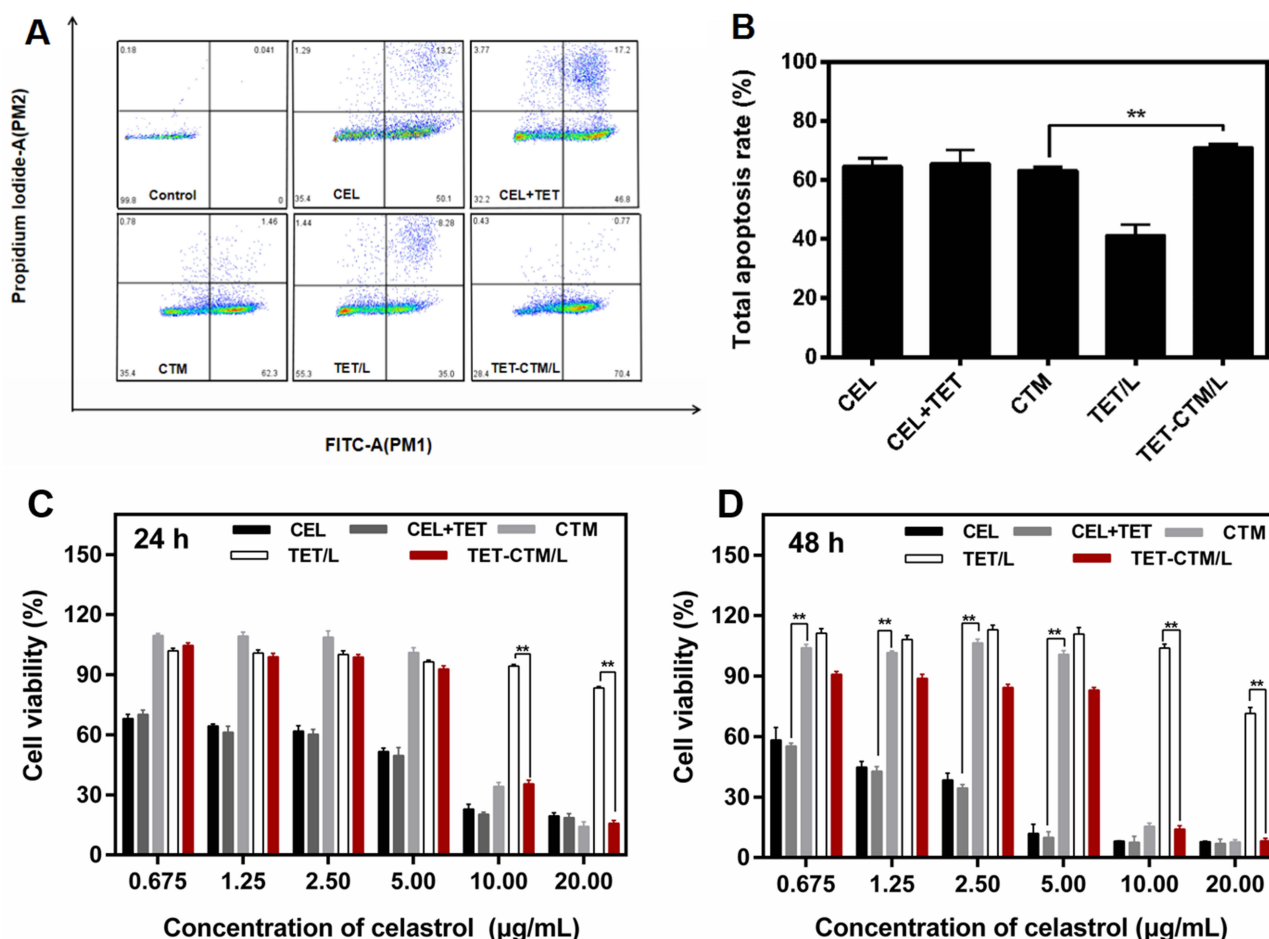 A
Propidium Iodide-A(PM2)
0.18 0.041
Control
99.8 0
1.29 13.2
CEL
35.4 50.1
3.77 17.2
CEL+TET
32.2 46.8
0.78 1.46
CTM
35.4 62.3
1.44 8.28
TET/L
55.3 35.0
0.43 0.77
TET-CTM/L
28.4 70.4
FITC-A(PM1)
B
Total apoptosis rate (%)
100
80
60
40
20
0
**
CEL
CEL+TET
CTM
TET/L
TET-CTM/L
C
24 h
CEL CEL+TET CTM
TET/L TET-CTM/L
Cell viability (%)
150
120
90
60
30
0
** **
0.675 1.25 2.50 5.00 10.00 20.00
Concentration of celastrol (μg/mL)
D
48 h
CEL CEL+TET CTM
TET/L TET-CTM/L
Cell viability (%)
150
120
90
60
30
0
** ** ** ** ** **
0.675 1.25 2.50 5.00 10.00 20.00
Concentration of celastrol (μg/mL)